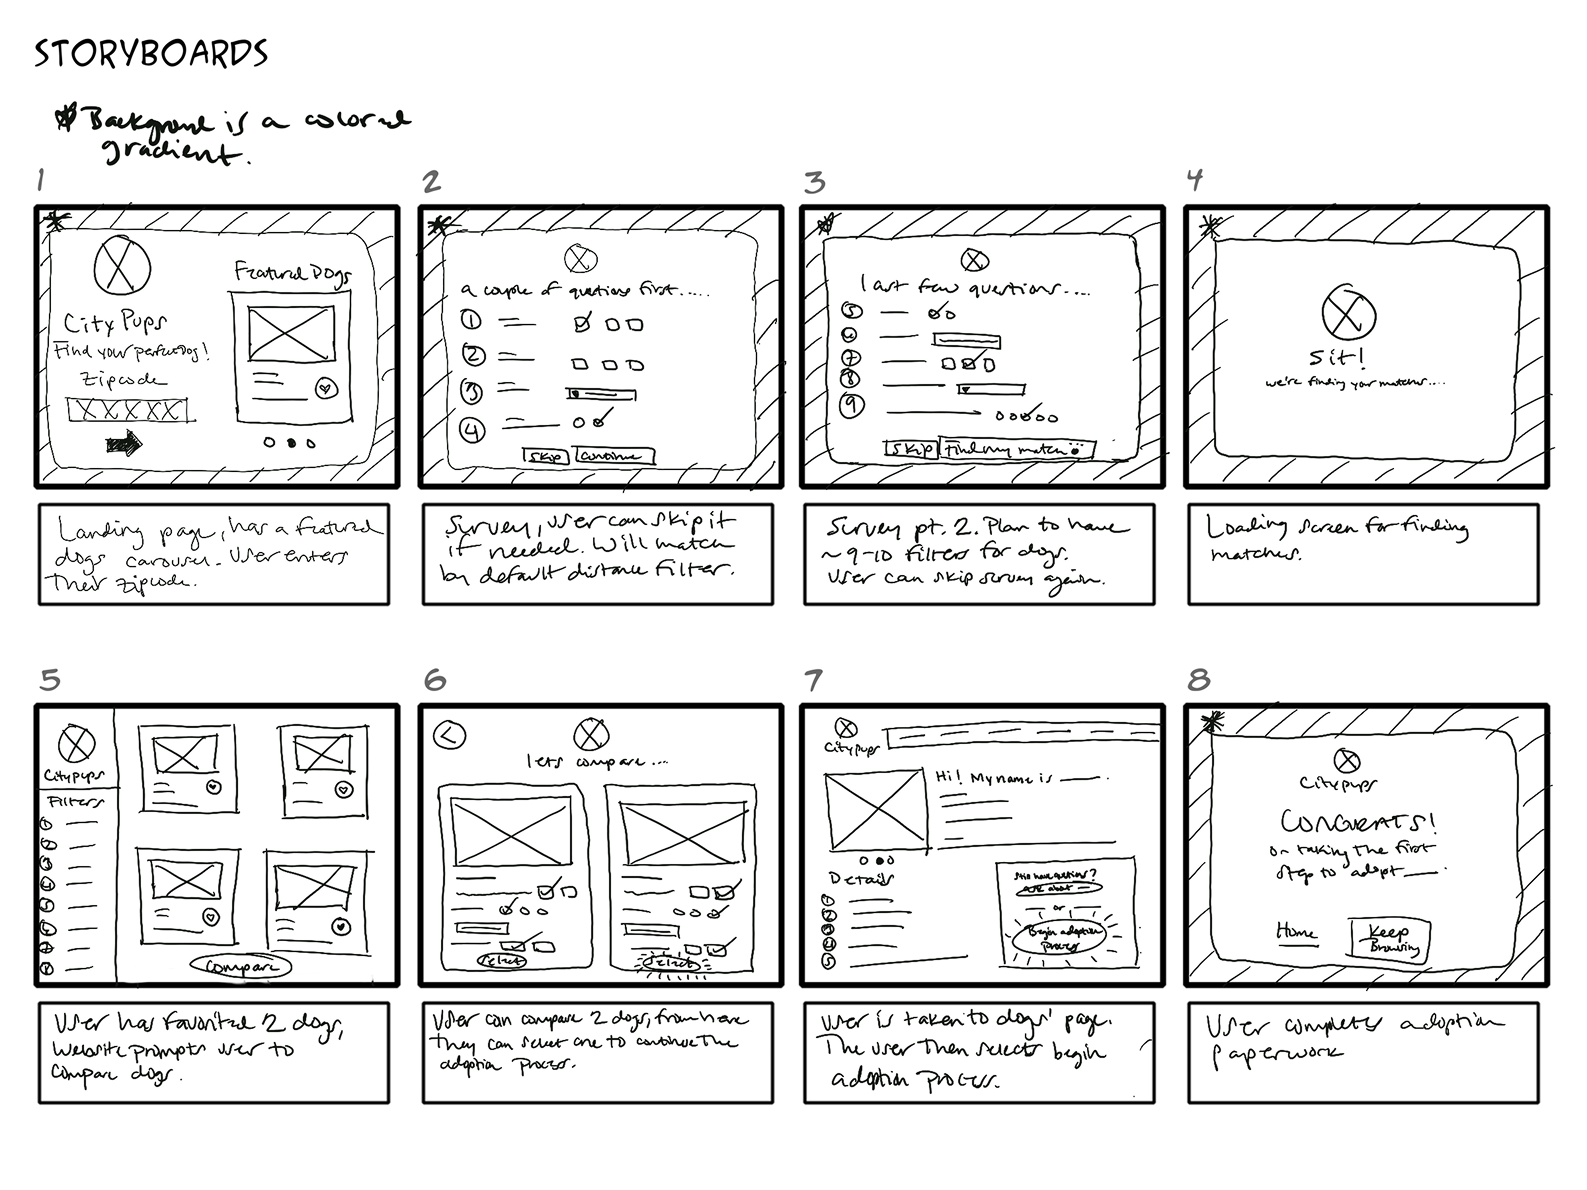 STORYBOARDS
Background is a colored
gradient.
1
City Pups
Find your perfect Dog!
Zipcode
XXXXX
Featured Dogs
Landing page, has a featured
dogs carousel. User enters
their zipcode.
2
a couple of questions first.....
1
2
3
4
Skip
Continue
Survey, user can skip it
if needed. Will match
by default distance filter.
3
last few questions....
5
6
7
8
9
Skip
Find my match
Survey pt. 2. Plan to have
~9-10 filters for dogs.
User can skip survey again.
4
Sit!
we're finding your matches....
Loading screen for finding
matches.
5
City Pups
Filters
1
2
3
4
5
6
7
8
Compare
User has favorited 2 dogs,
website prompts user to
compare dogs.
6
<
lets compare...
Select
Select
User can compare 2 dogs, from here
they can select one to continue the
adoption process.
7
City Pups
Hi! My name is ____.
Details
1
2
3
4
5
Still have questions?
ask about —
or
Begin adoption
process
User is taken to dogs' page.
The user then selects begin
adoption process.
8
City Pups
CONGRATS!
on taking the first
step to adopt ___.
Home
Keep
Browsing
User completes adoption
paperwork